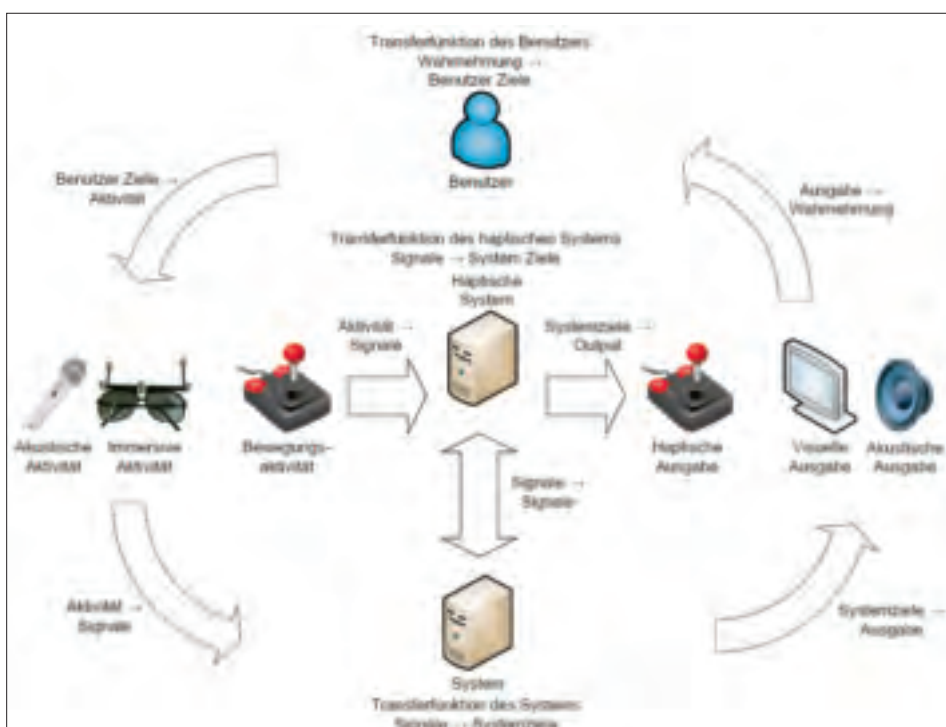 Transferfunktion des Benutzers
Wahrnehmung →
Benutzer Ziele
Benutzer
Benutzer Ziele →
Aktivität
Ausgabe →
Wahrnehmung
Transferfunktion des haptischen Systems
Signale → System Ziele
Haptische
System
Aktivität →
Signale
Systemziele →
Output
Akustische
Aktivität
Immersive
Aktivität
Bewegungs-
aktivität
Haptische
Ausgabe
Visuelle
Ausgabe
Akustische
Ausgabe
Signale →
Signale
Aktivität →
Signale
Systemziele →
Ausgabe
System
Transferfunktion des Systems
Signale → Systemziele